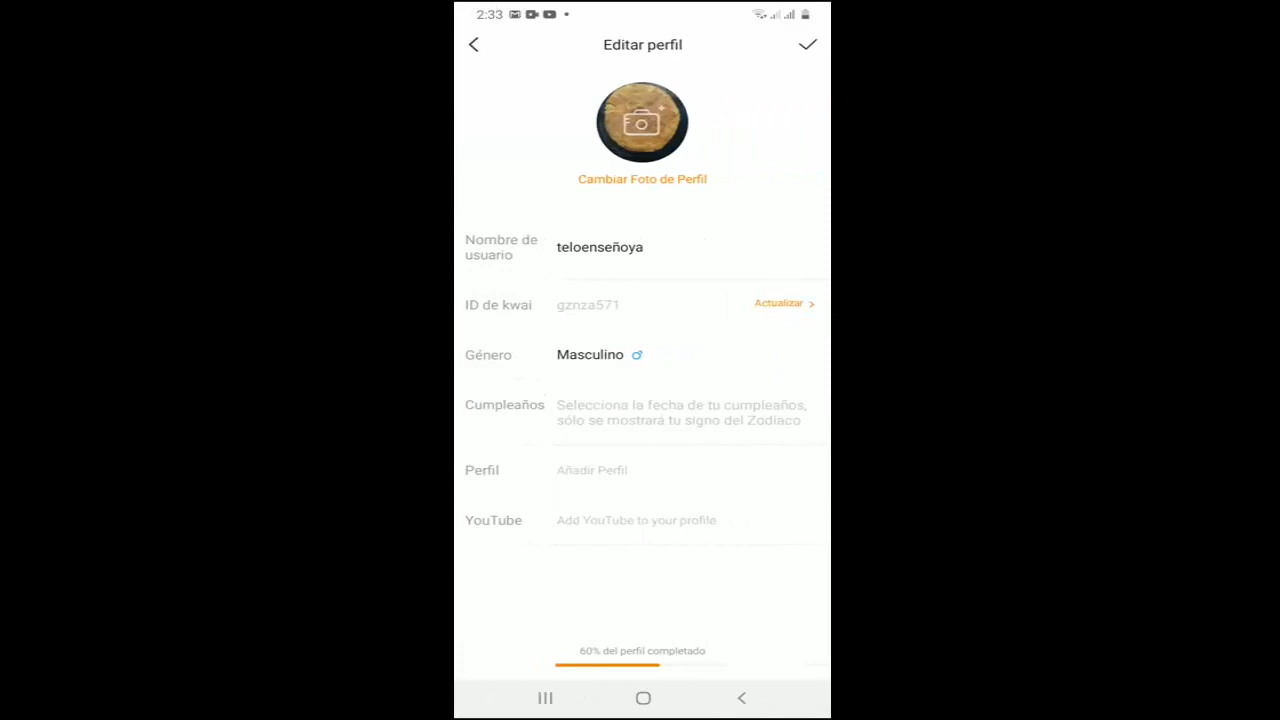 2:33
Editar perfil
Cambiar Foto de Perfil
Nombre de
usuario
teloenseñoya
ID de kwai
gznza571
Actualizar >
Género
Masculino
Cumpleaños
Selecciona la fecha de tu cumpleaños,
sólo se mostrará tu signo del Zodiaco
Perfil
Añadir Perfil
YouTube
Add YouTube to your profile
60% del perfil completado